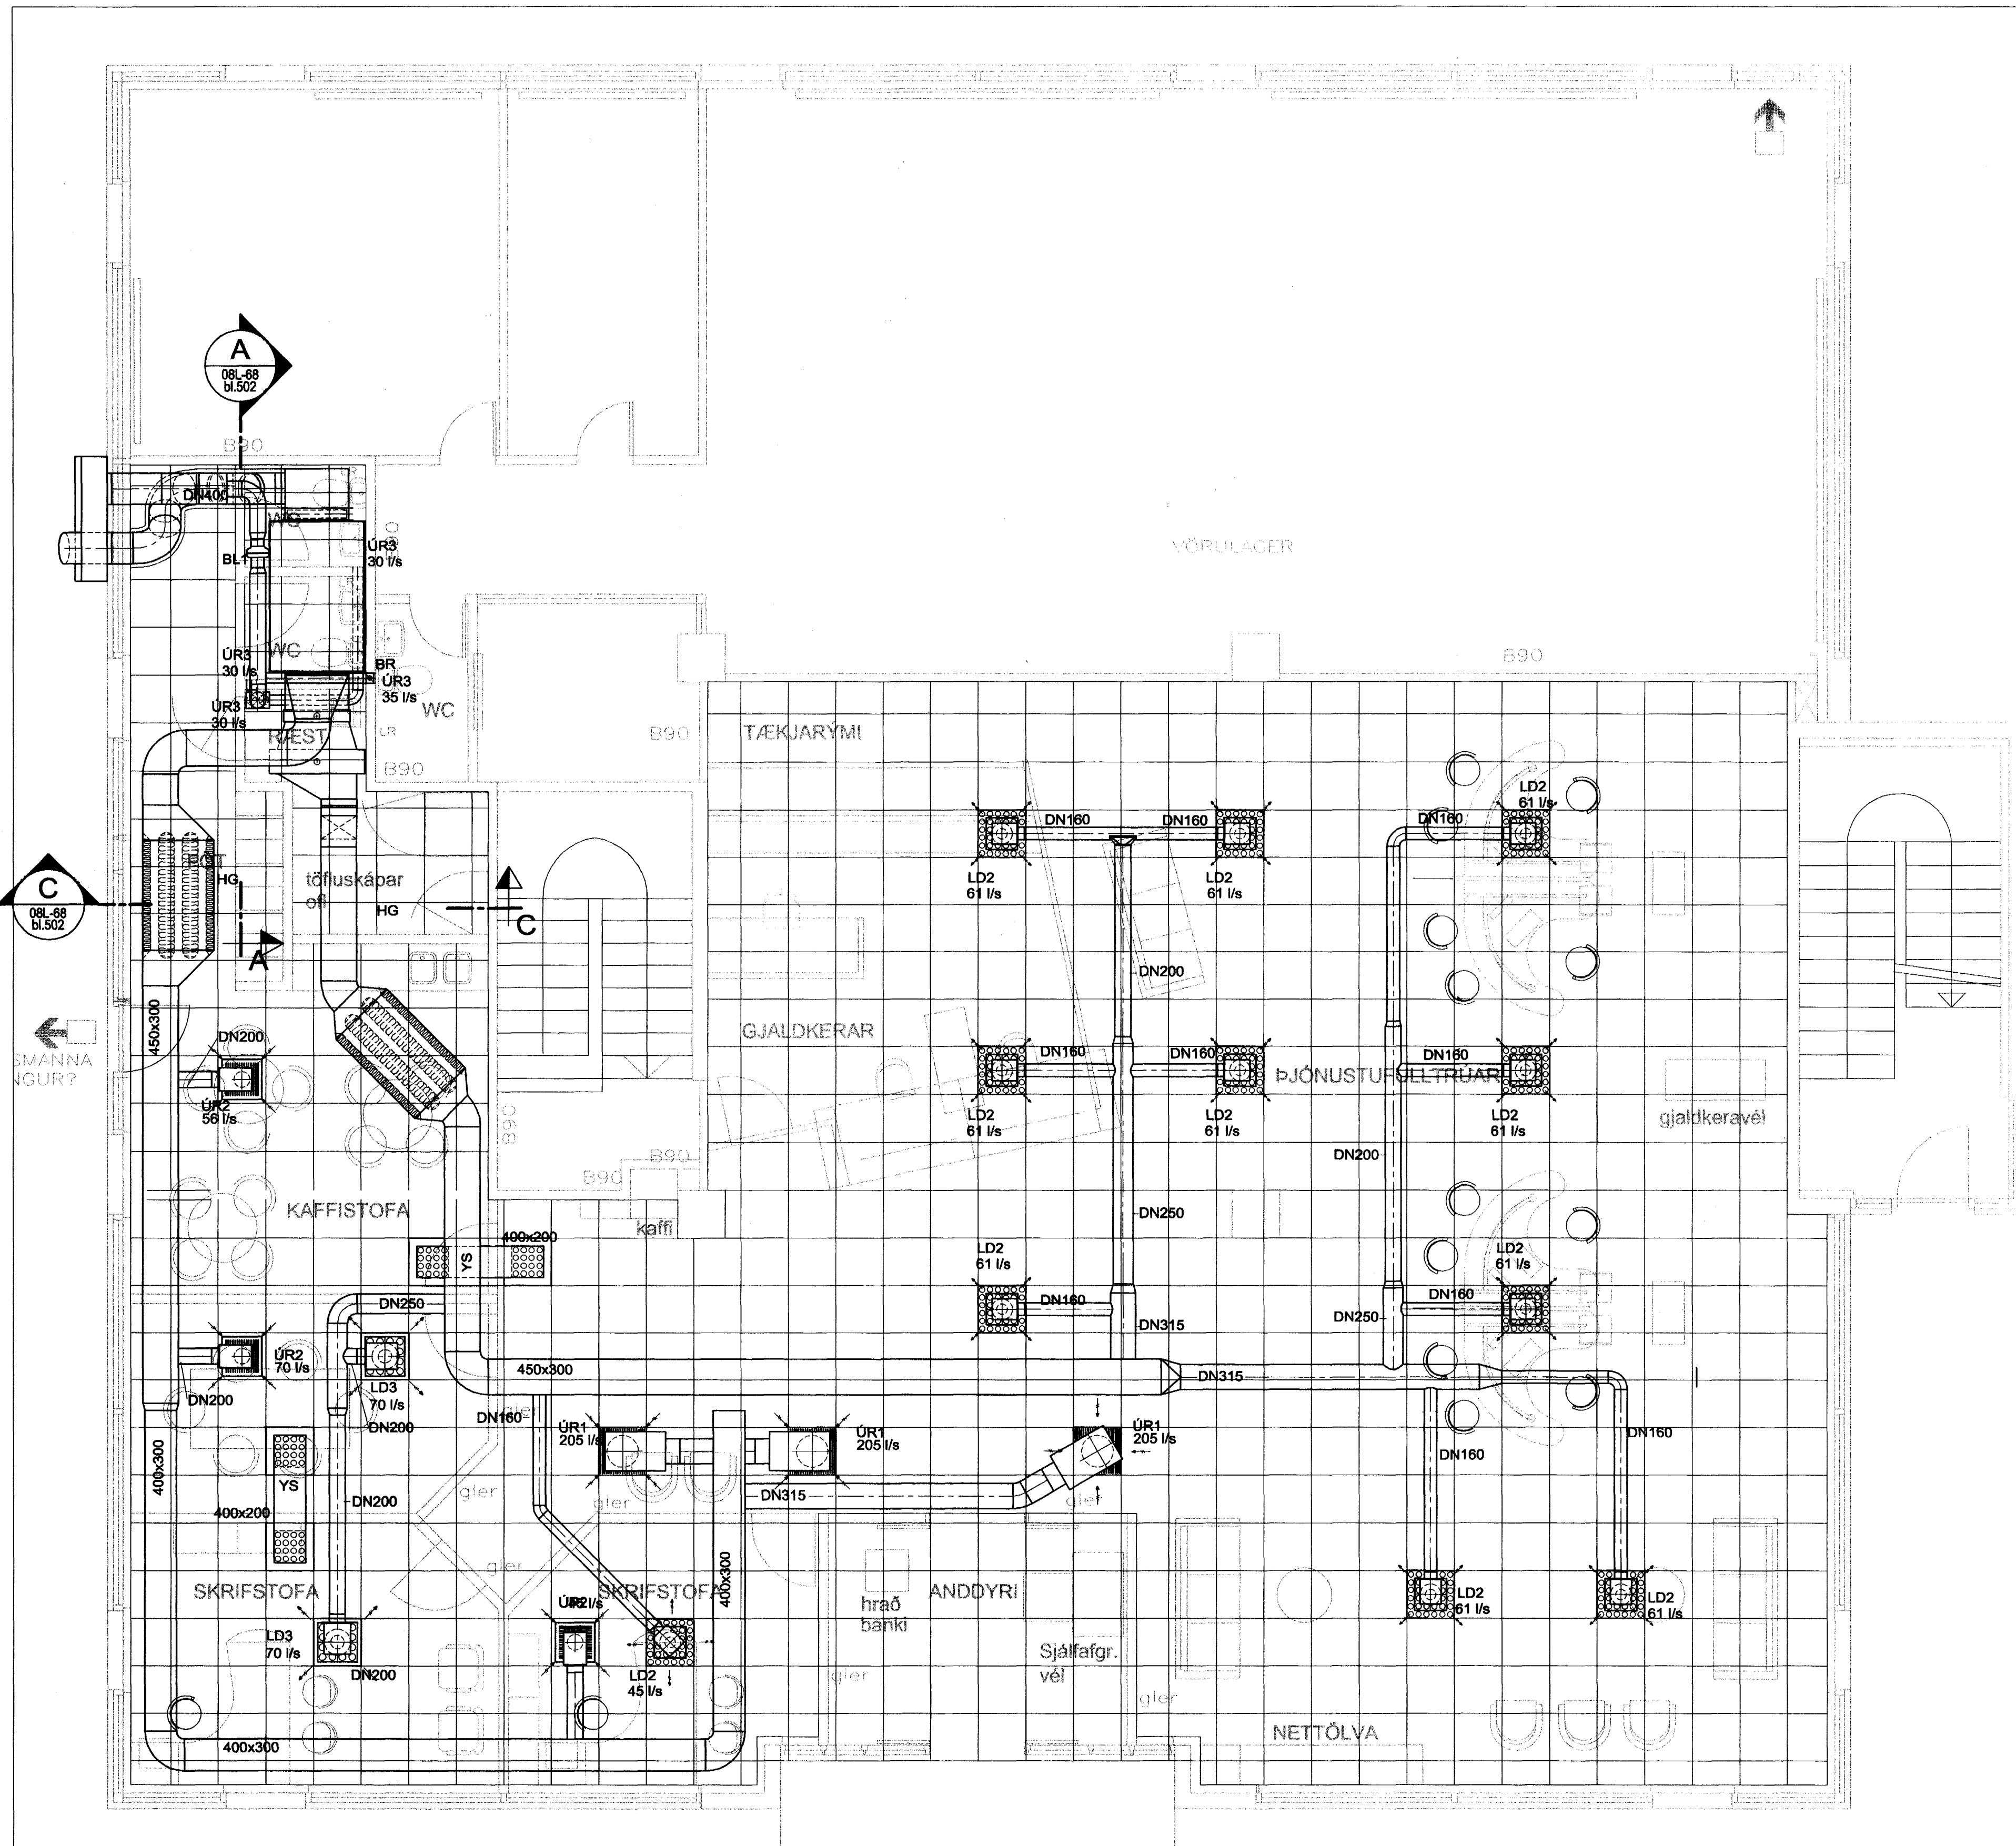 A
08L-68
bl.502
B90
DN400
WC
ÚR3
30 l/s
BL1
VÖRULAGER
ÚR3
30 l/s
WC
BR
ÚR3
35 l/s
B90
ÚR3
30 l/s
WC
RÆST
LR
B90
TÆKJARÝMI
B90
LD2
61 l/s
DN160
DN160
DN160
C
08L-68
bl.502
HG
töfluskápar
ofl
HG
LD2
61 l/s
LD2
61 l/s
C
A
DN200
450x300
SMANNA
NGUR?
DN200
GJALDKERAR
DN160
DN160
DN160
ÞJÓNUSTUFULLTRÚAR
ÚR2
56 l/s
B90
LD2
61 l/s
LD2
61 l/s
LD2
61 l/s
gjaldkeravél
B90
B90
DN200
KAFFISTOFA
kaffi
DN250
400x200
YS
LD2
61 l/s
LD2
61 l/s
DN250
DN160
DN160
DN315
DN250
ÚR2
70 l/s
450x300
DN315
LD3
70 l/s
DN200
gler
DN160
DN200
ÚR1
205 l/s
ÚR1
205 l/s
ÚR1
205 l/s
DN160
DN160
400x300
YS
gler
DN200
gler
DN315
gler
400x200
gler
SKRIFSTOFA
SKRIFSTOFA
400x300
ANDDYRI
hrað
banki
LD2
61 l/s
LD2
61 l/s
LD3
70 l/s
DN200
LD2
45 l/s
gler
Sjálfafgr.
vél
gler
NETTÖLVA
400x300